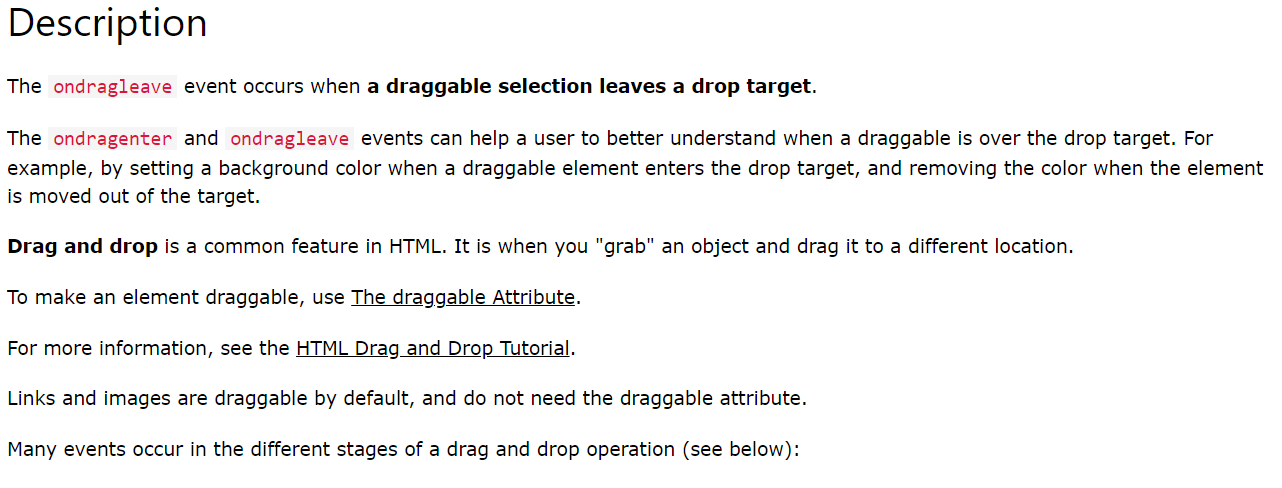 Description
The ondragleave event occurs when a draggable selection leaves a drop target.
The ondragenter and ondragleave events can help a user to better understand when a draggable is over the drop target. For
example, by setting a background color when a draggable element enters the drop target, and removing the color when the element
is moved out of the target.
Drag and drop is a common feature in HTML. It is when you "grab" an object and drag it to a different location.
To make an element draggable, use The draggable Attribute.
For more information, see the HTML Drag and Drop Tutorial.
Links and images are draggable by default, and do not need the draggable attribute.
Many events occur in the different stages of a drag and drop operation (see below):